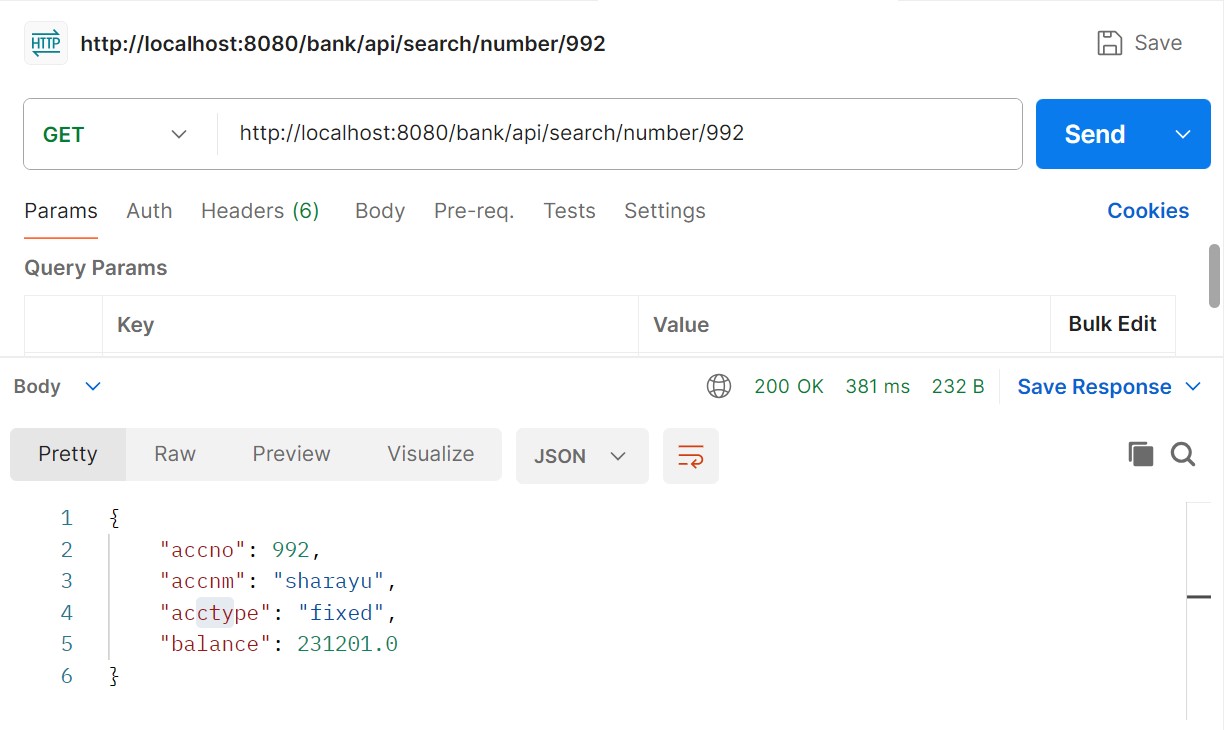 HTTP http://localhost:8080/bank/api/search/number/992 Save
GET http://localhost:8080/bank/api/search/number/992 Send
Params Auth Headers (6) Body Pre-req. Tests Settings Cookies
Query Params
Key Value Bulk Edit
Body 200 OK 381 ms 232 B Save Response
Pretty Raw Preview Visualize JSON
1 {
2 "accno": 992,
3 "accnm": "sharayu",
4 "acctype": "fixed",
5 "balance": 231201.0
6 }